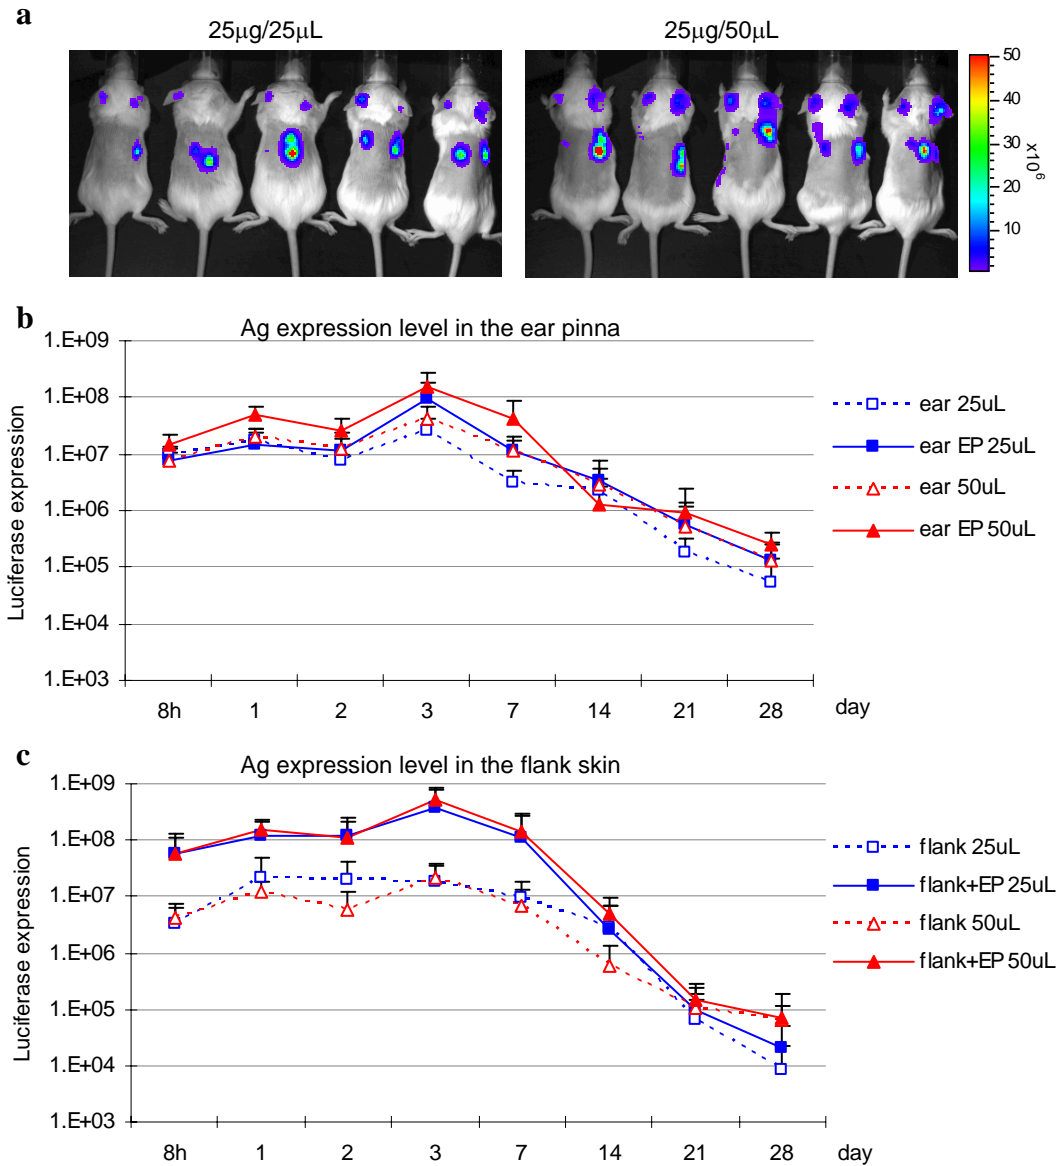 a
25µg/25µL
25µg/50µL
50
40
30
20
10
x10⁶
b
Ag expression level in the ear pinna
Luciferase expression
1.E+09
1.E+08
1.E+07
1.E+06
1.E+05
1.E+04
1.E+03
8h 1 2 3 7 14 21 28 day
ear 25uL
ear EP 25uL
ear 50uL
ear EP 50uL
c
Ag expression level in the flank skin
Luciferase expression
1.E+09
1.E+08
1.E+07
1.E+06
1.E+05
1.E+04
1.E+03
8h 1 2 3 7 14 21 28 day
flank 25uL
flank+EP 25uL
flank 50uL
flank+EP 50uL